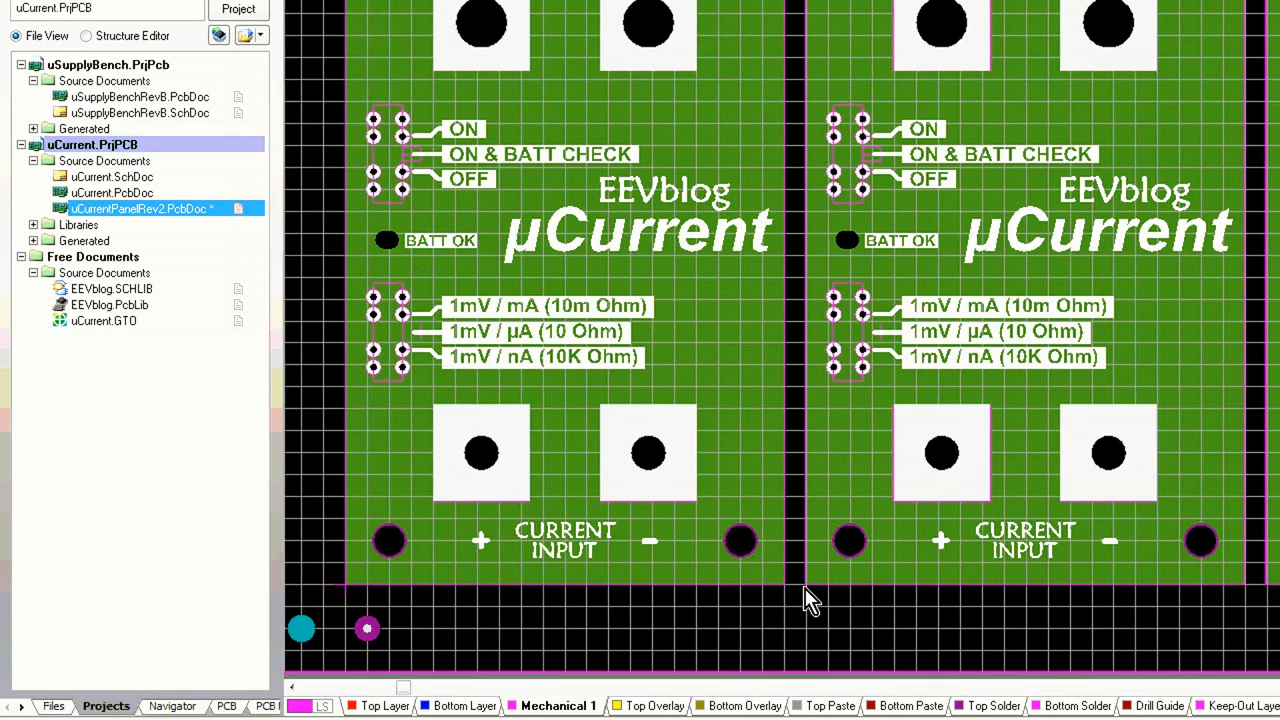 uCurrent.PrjPCB
Project
File View
Structure Editor
uSupplyBench.PrjPcb
Source Documents
uSupplyBenchRevB.PcbDoc
uSupplyBenchRevB.SchDoc
Generated
uCurrent.PrjPCB
Source Documents
uCurrent.SchDoc
uCurrent.PcbDoc
uCurrentPanelRev2.PcbDoc *
Libraries
Generated
Free Documents
Source Documents
EEVblog.SCHLIB
EEVblog.PcbLib
uCurrent.GTO
Files
Projects
Navigator
PCB
PCB
ON
ON & BATT CHECK
OFF
EEVblog
µCurrent
BATT OK
1mV / mA (10m Ohm)
1mV / µA (10 Ohm)
1mV / nA (10K Ohm)
+ CURRENT INPUT -
ON
ON & BATT CHECK
OFF
EEVblog
µCurrent
BATT OK
1mV / mA (10m Ohm)
1mV / µA (10 Ohm)
1mV / nA (10K Ohm)
+ CURRENT INPUT -
LS
Top Layer
Bottom Layer
Mechanical 1
Top Overlay
Bottom Overlay
Top Paste
Bottom Paste
Top Solder
Bottom Solder
Drill Guide
Keep-Out Layer